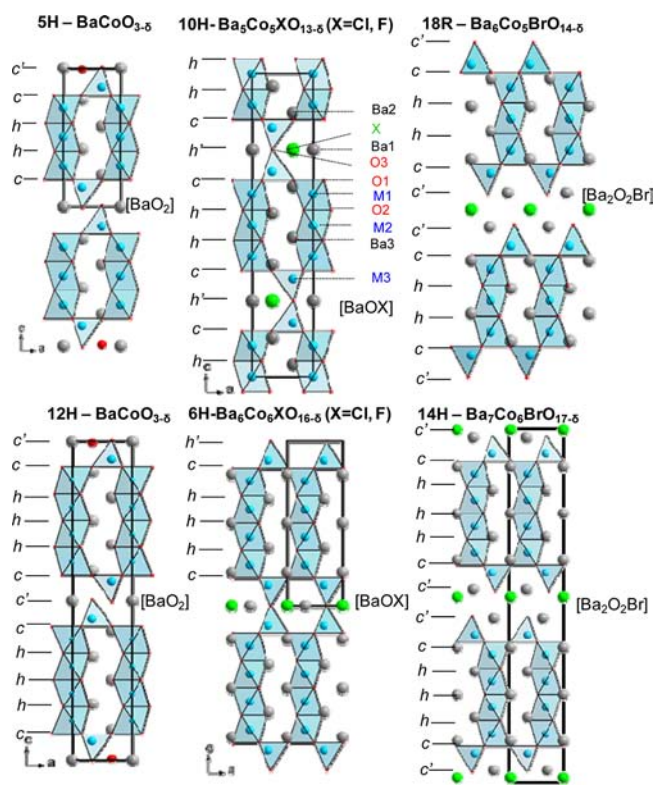 5H – BaCoO3-δ
c'
c
h
h
c
[BaO2]
c
a
10H-Ba5Co5XO13-δ (X=Cl, F)
h
h
c
h'
c
h
h
c
h'
c
h
Ba2
X
Ba1
O3
O1
M1
O2
M2
Ba3
M3
[BaOX]
c
a
18R – Ba6Co5BrO14-δ
c'
c
h
h
c
c'
c'
c
h
h
c
c'
[Ba2O2Br]
12H – BaCoO3-δ
c'
c
h
h
h
c
c'
c
h
h
h
c
[BaO2]
c
a
6H-Ba6Co6XO16-δ (X=Cl, F)
h'
c
h
h
h
c
[BaOX]
c
a
14H – Ba7Co6BrO17-δ
c'
c
h
h
h
c
c'
c'
c
h
h
h
c
c'
[Ba2O2Br]